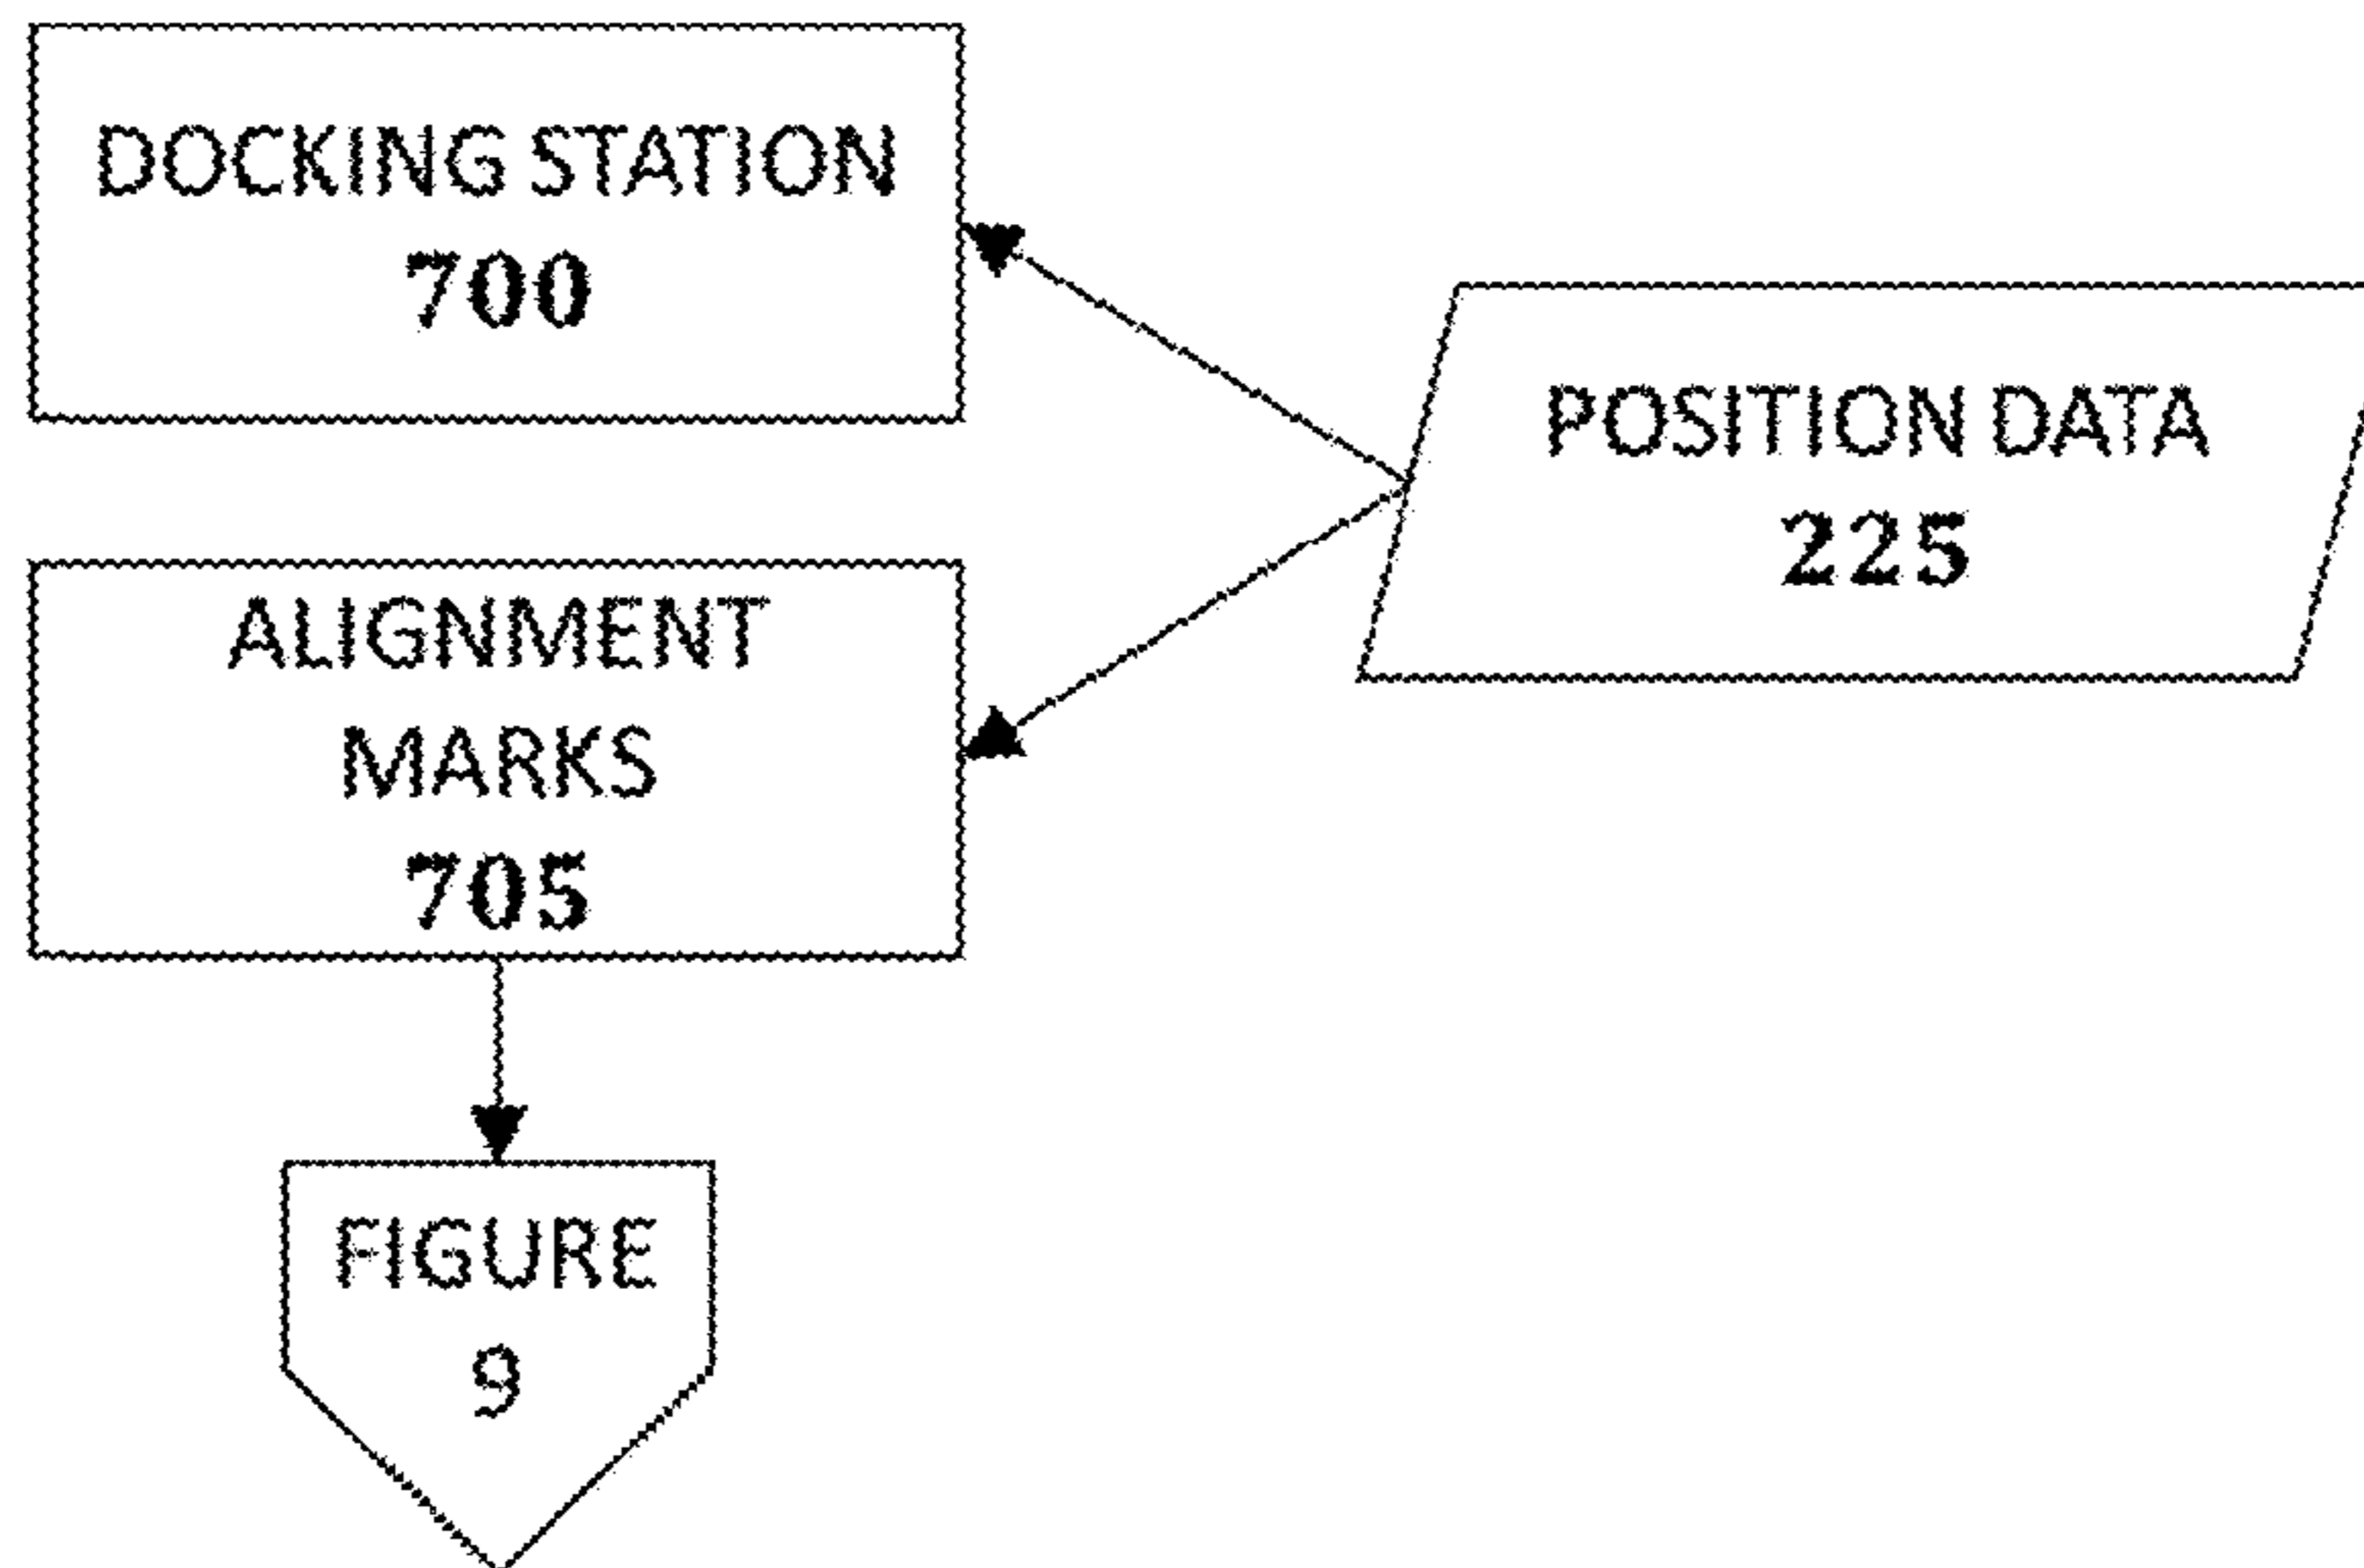 DOCKING STATION
700
POSITION DATA
225
ALIGNMENT
MARKS
705
FIGURE
9